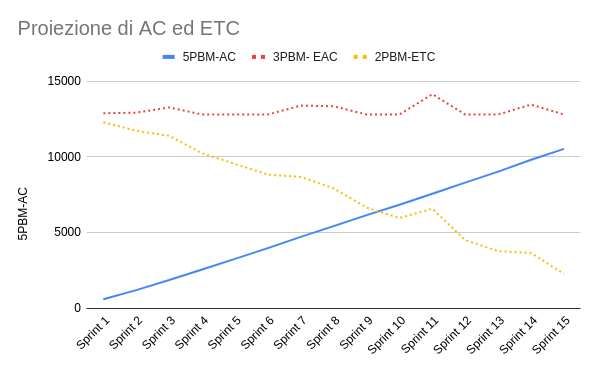 Proiezione di AC ed ETC
5PBM-AC
3PBM- EAC
2PBM-ETC
15000
10000
5000
0
5PBM-AC
Sprint 1
Sprint 2
Sprint 3
Sprint 4
Sprint 5
Sprint 6
Sprint 7
Sprint 8
Sprint 9
Sprint 10
Sprint 11
Sprint 12
Sprint 13
Sprint 14
Sprint 15